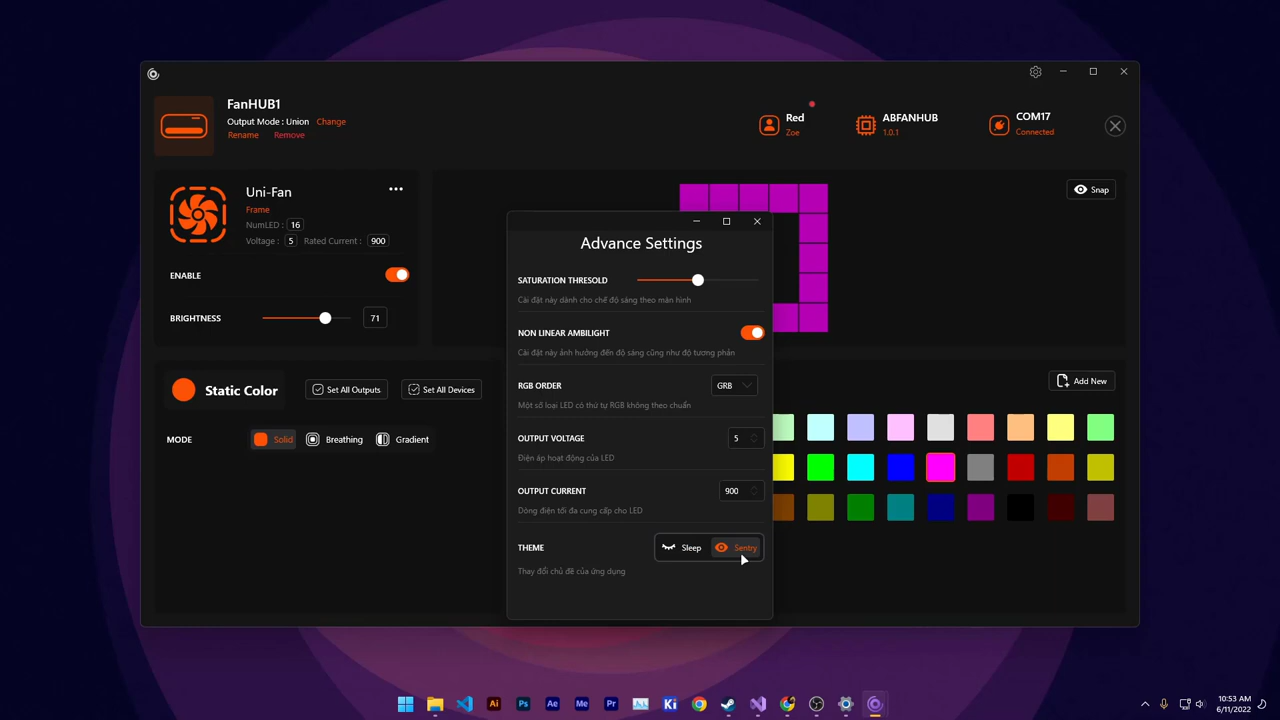 FanHUB1
Output Mode : Union Change
Rename Remove
Red
Zoe
ABFANHUB
1.0.1
COM17
Connected
Uni-Fan
Frame
NumLED : 16
Voltage : 5 Rated Current : 900
ENABLE
BRIGHTNESS 71
Snap
Static Color
Set All Outputs
Set All Devices
MODE Solid Breathing Gradient
Add New
Advance Settings
SATURATION THRESOLD
Cài đặt này dành cho chế độ sáng theo màn hình
NON LINEAR AMBILIGHT
Cài đặt này ảnh hưởng đến độ sáng cũng như độ tương phản
RGB ORDER GRB
Một số loại LED có thứ tự RGB không theo chuẩn
OUTPUT VOLTAGE 5
Điện áp hoạt động của LED
OUTPUT CURRENT 900
Dòng điện tối đa cung cấp cho LED
THEME Sleep Sentry
Thay đổi chủ đề của ứng dụng
Ai Ps Ae Me Pr Ki
10:53 AM
6/11/2022